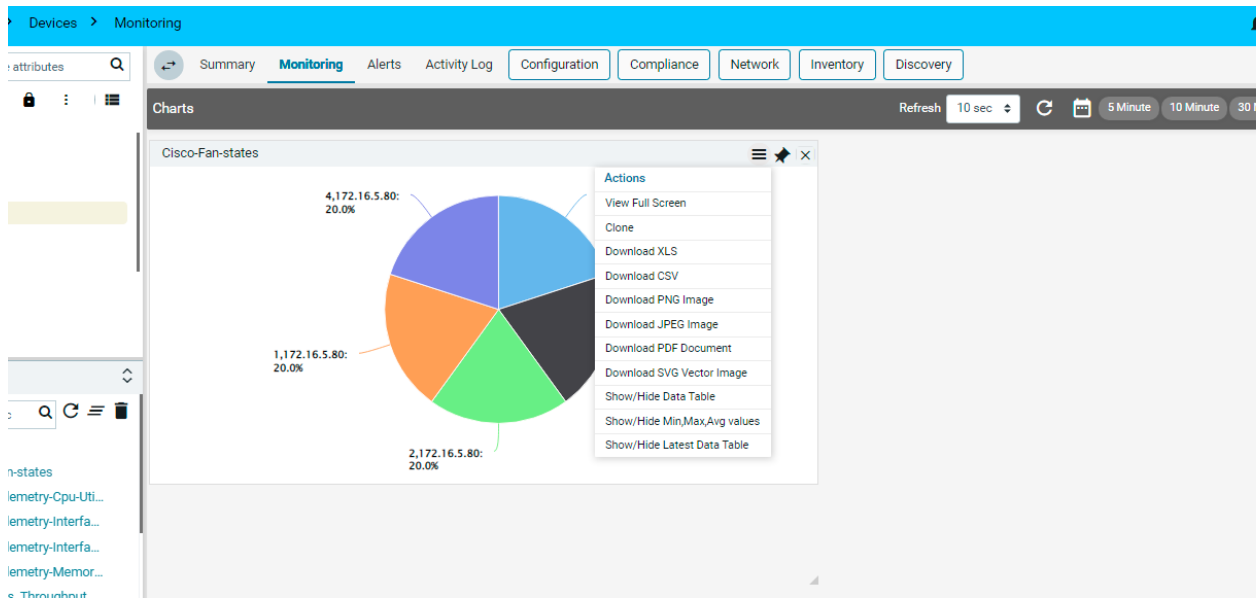 Devices > Monitoring
attributes
Summary Monitoring Alerts Activity Log Configuration Compliance Network Inventory Discovery
Charts
Refresh 10 sec 5 Minute 10 Minute 30
Cisco-Fan-states
Actions
View Full Screen
Clone
Download XLS
Download CSV
Download PNG Image
Download JPEG Image
Download PDF Document
Download SVG Vector Image
Show/Hide Data Table
Show/Hide Min,Max,Avg values
Show/Hide Latest Data Table
4,172.16.5.80:
20.0%
1,172.16.5.80:
20.0%
2,172.16.5.80:
20.0%
n-states
lemetry-Cpu-Uti...
lemetry-Interfa...
lemetry-Interfa...
lemetry-Memor...
s_Throughput